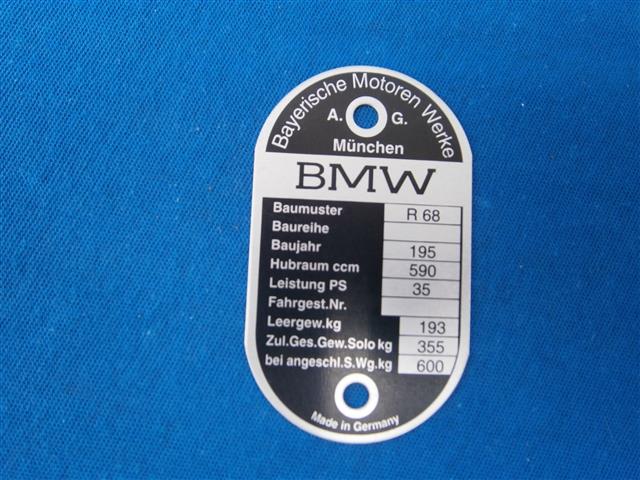 Bayerische Motoren Werke
A. G.
München
BMW
Baumuster R 68
Baureihe
Baujahr 195
Hubraum ccm 590
Leistung PS 35
Fahrgest.Nr.
Leergew.kg 193
Zul.Ges.Gew.Solo kg 355
bei angeschl.S.Wg.kg 600
Made in Germany